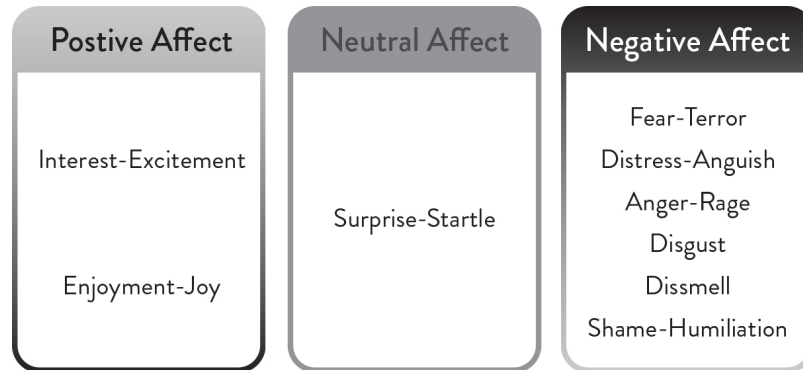 Postive Affect
Interest-Excitement
Enjoyment-Joy
Neutral Affect
Surprise-Startle
Negative Affect
Fear-Terror
Distress-Anguish
Anger-Rage
Disgust
Dissmell
Shame-Humiliation